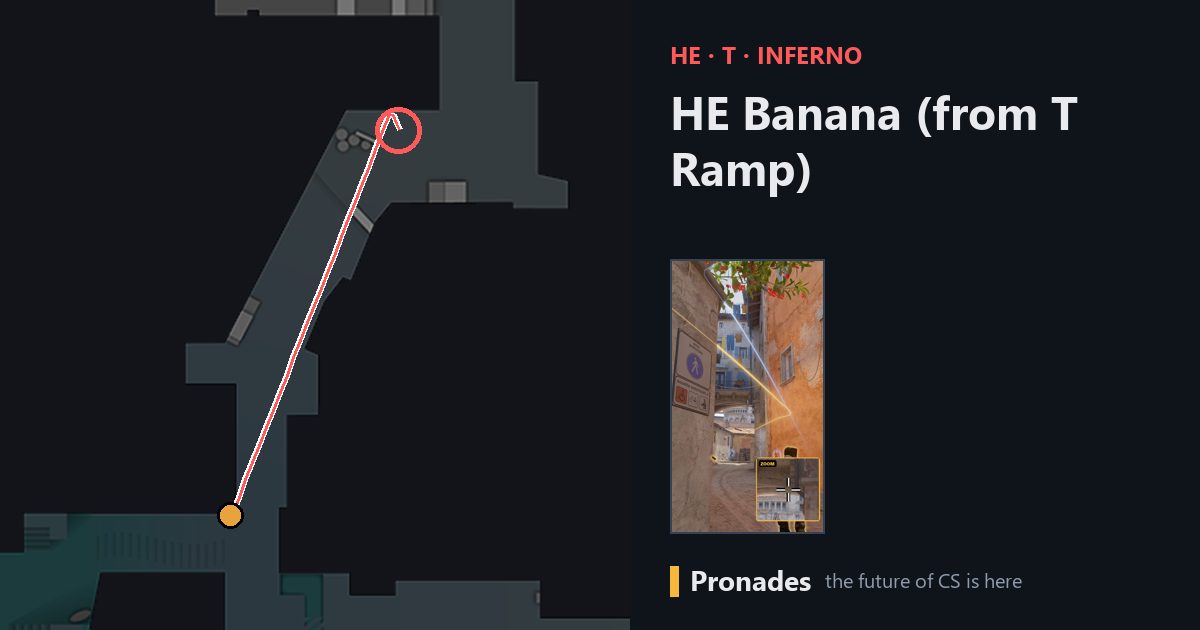 HE · T · INFERNO
HE Banana (from T
Ramp)
ZOOM
Pronades the future of CS is here